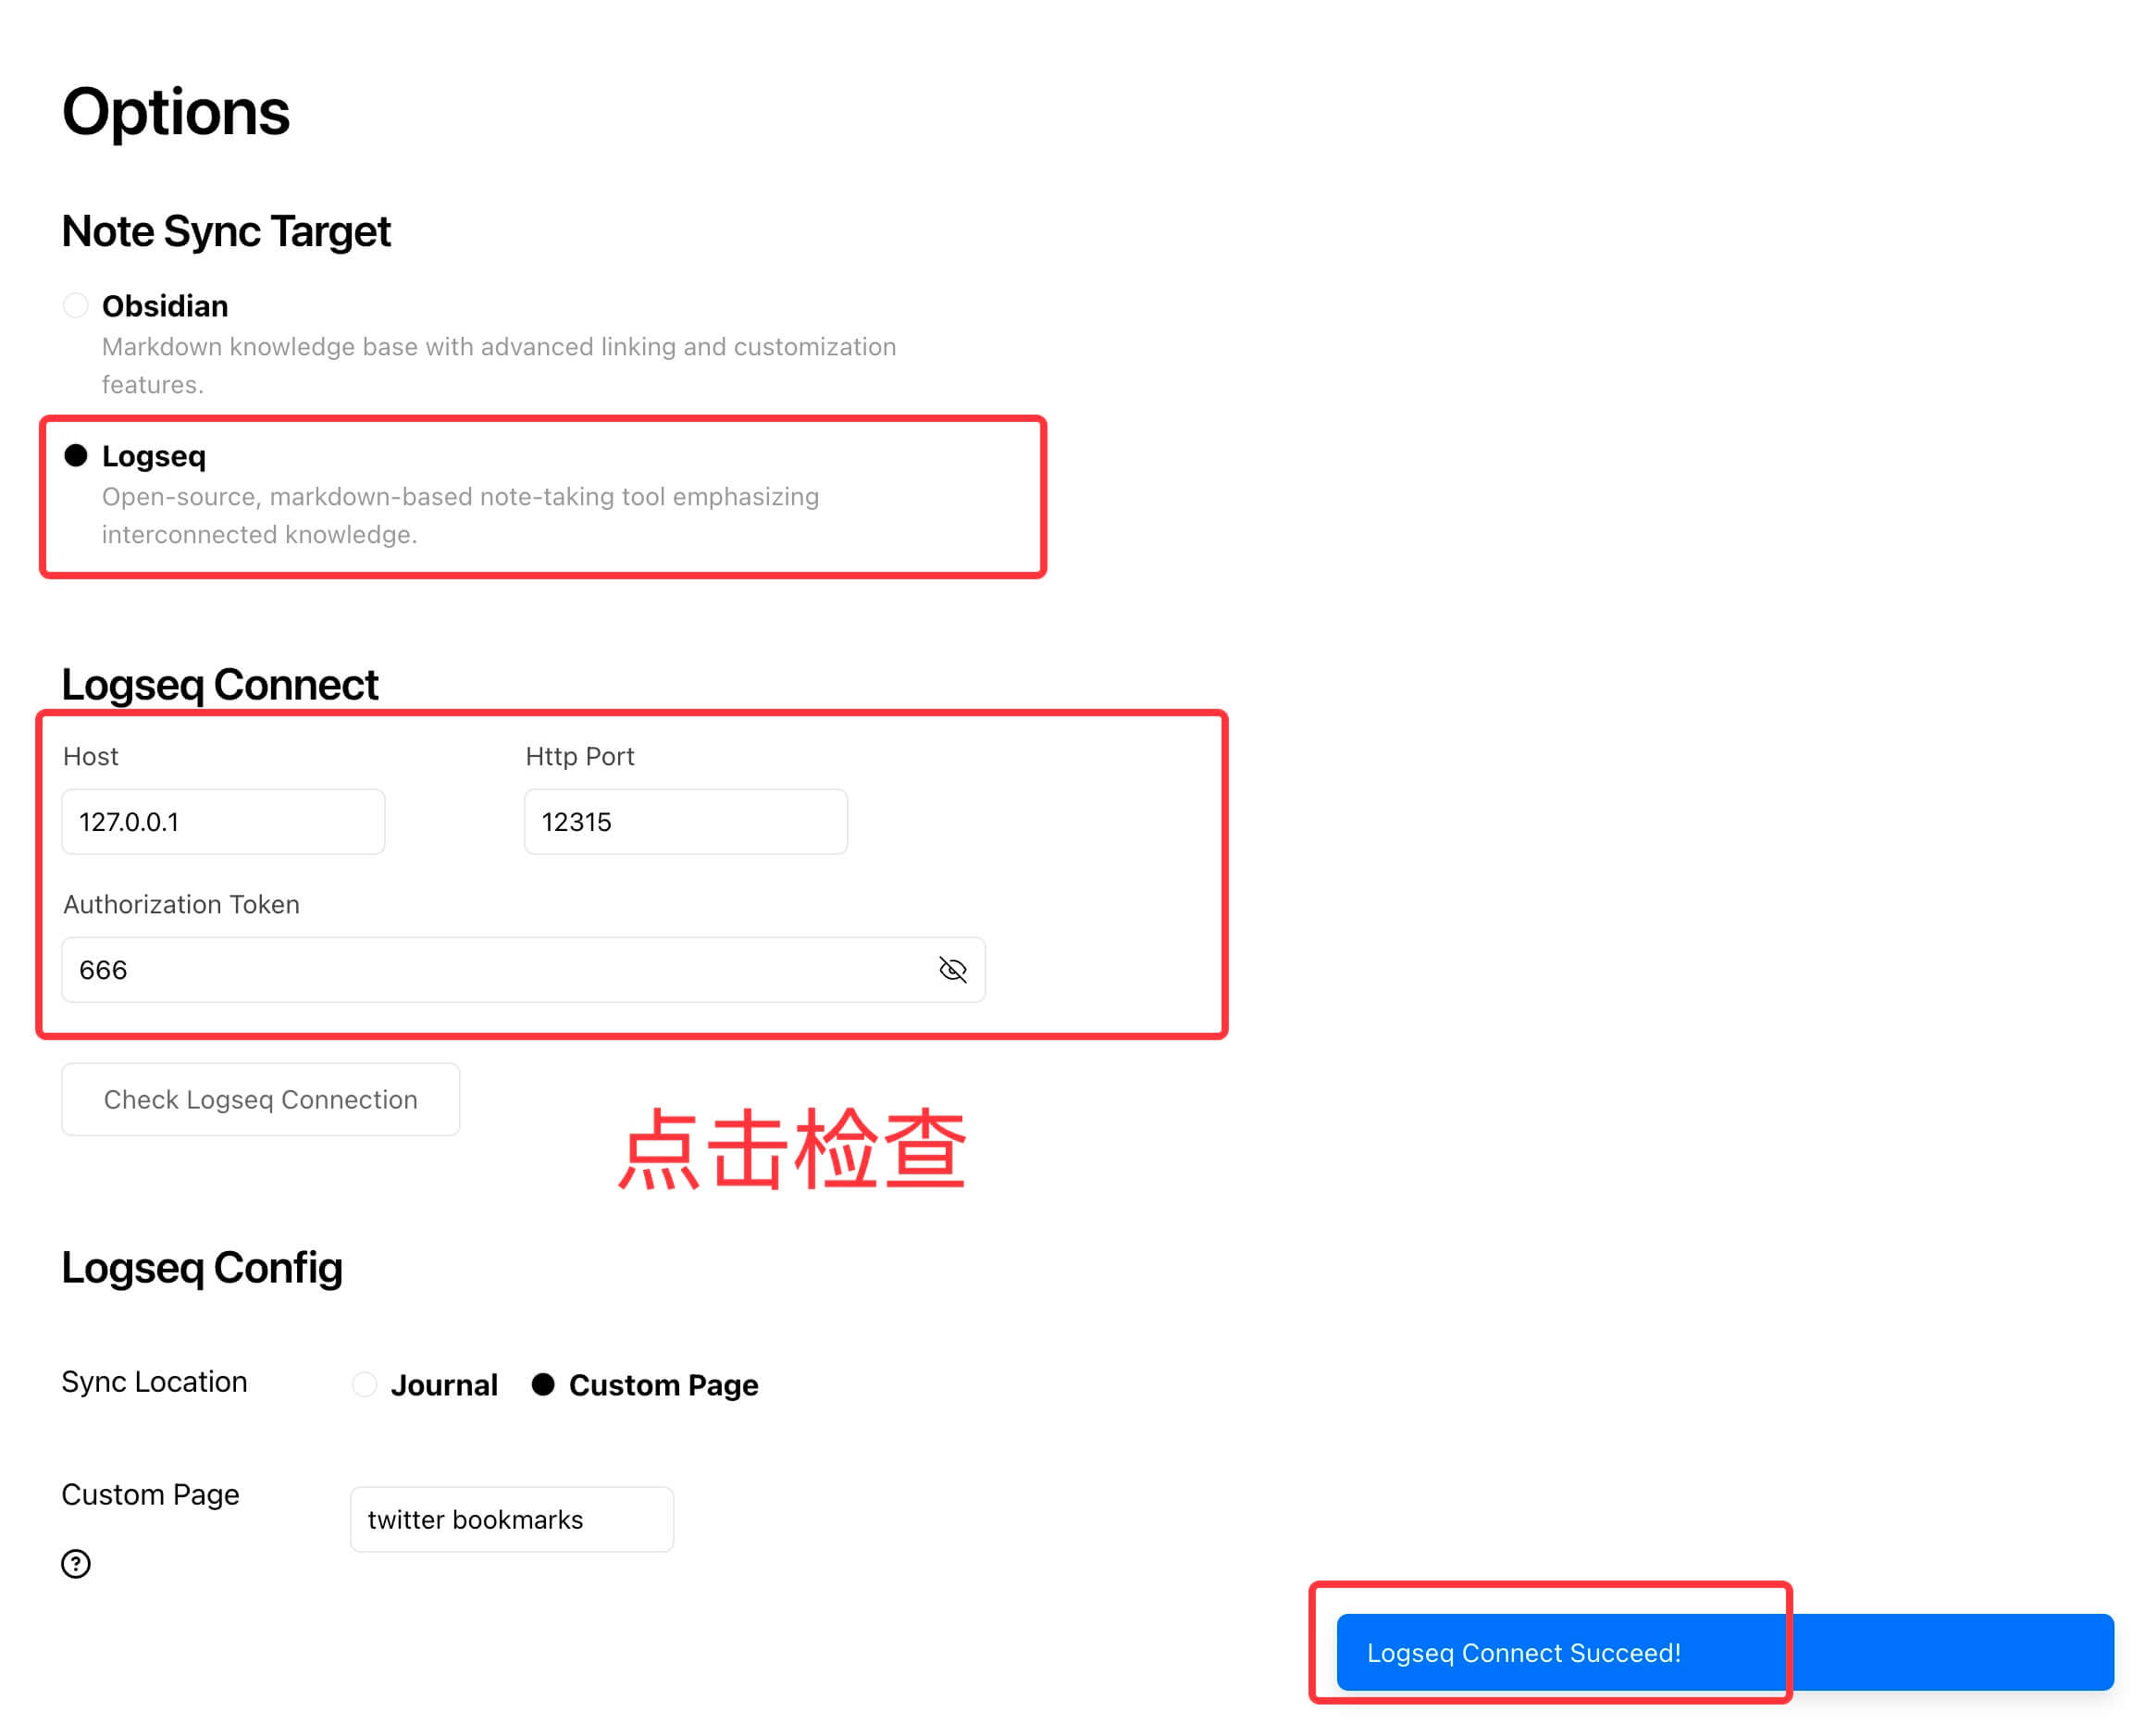 Options
Note Sync Target
Obsidian
Markdown knowledge base with advanced linking and customization
features.
Logseq
Open-source, markdown-based note-taking tool emphasizing
interconnected knowledge.
Logseq Connect
Host
Http Port
127.0.0.1
12315
Authorization Token
666
Check Logseq Connection
点击检查
Logseq Config
Sync Location
Journal
Custom Page
Custom Page
twitter bookmarks
?
Logseq Connect Succeed!